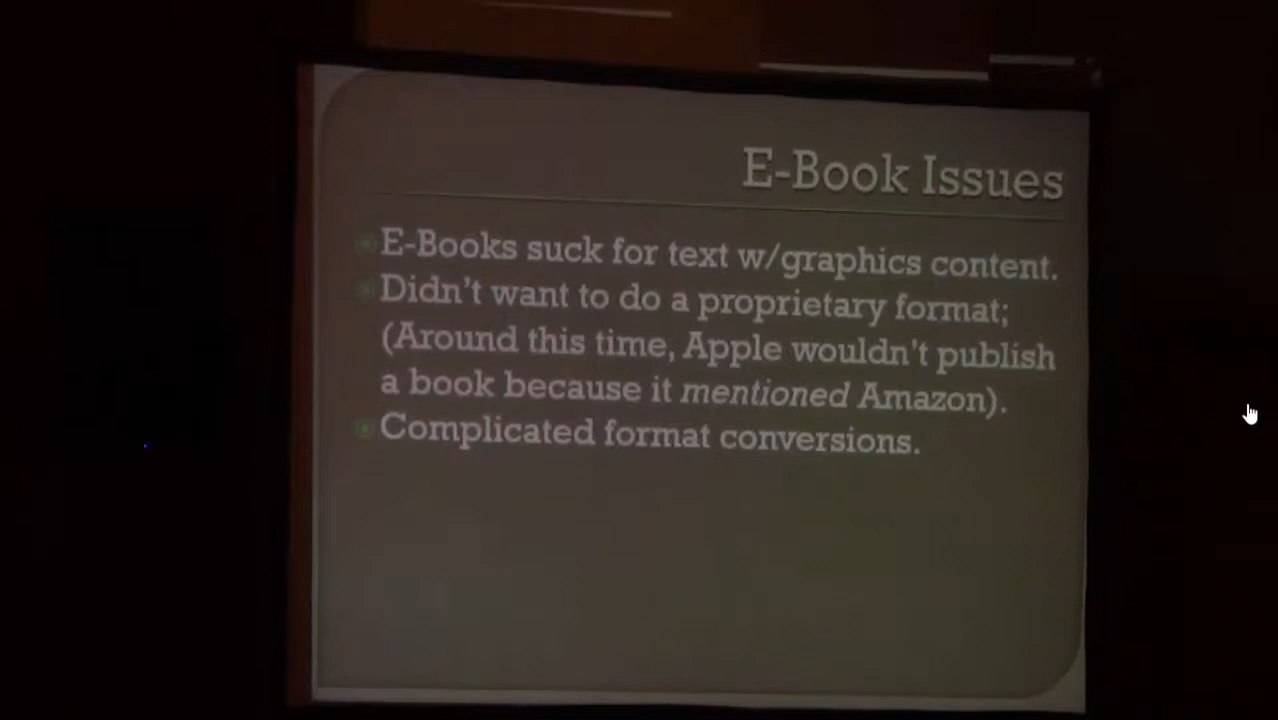 E-Book Issues
E-Books suck for text w/graphics content.
Didn't want to do a proprietary format;
(Around this time, Apple wouldn't publish
a book because it mentioned Amazon).
Complicated format conversions.